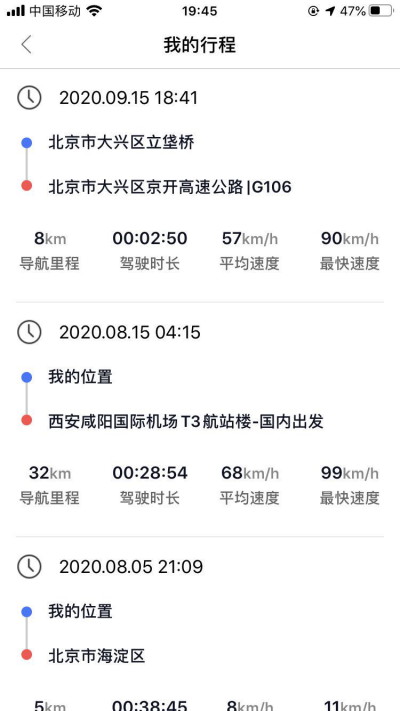 中国移动 19:45 47%
我的行程
2020.09.15 18:41
北京市大兴区立垡桥
北京市大兴区京开高速公路|G106
8km 00:02:50 57km/h 90km/h
导航里程 驾驶时长 平均速度 最快速度
2020.08.15 04:15
我的位置
西安咸阳国际机场T3航站楼-国内出发
32km 00:28:54 68km/h 99km/h
导航里程 驾驶时长 平均速度 最快速度
2020.08.05 21:09
我的位置
北京市海淀区
5km 00:38:45 8km/h 11km/h